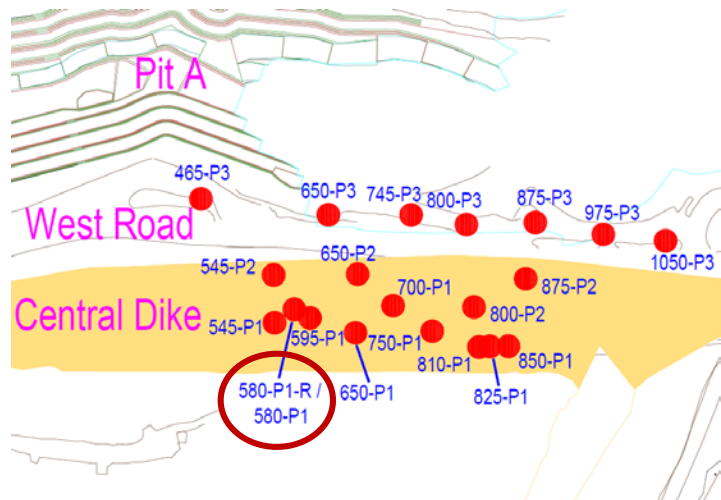 Pit A
465-P3
650-P3
745-P3
800-P3
875-P3
975-P3
1050-P3
West Road
545-P2
650-P2
700-P1
875-P2
800-P2
Central Dike
545-P1
595-P1
750-P1
810-P1
850-P1
580-P1-R /
580-P1
650-P1
825-P1